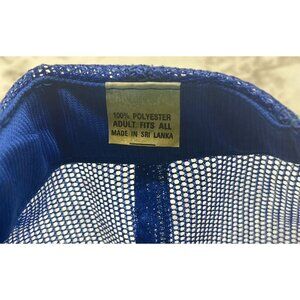 100% POLYESTER
ADULT, FITS ALL
MADE IN SRI LANKA